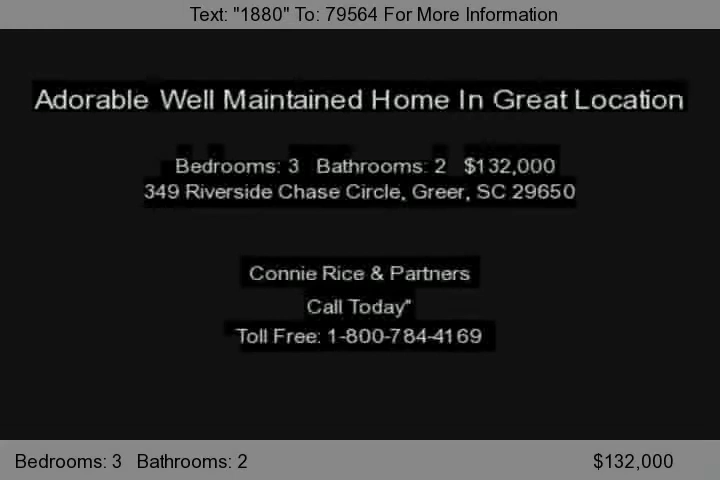 Text: "1880" To: 79564 For More Information
Adorable Well Maintained Home In Great Location
Bedrooms: 3 Bathrooms: 2 $132,000
349 Riverside Chase Circle, Greer, SC 29650
Connie Rice & Partners
Call Today"
Toll Free: 1-800-784-4169
Bedrooms: 3 Bathrooms: 2 $132,000